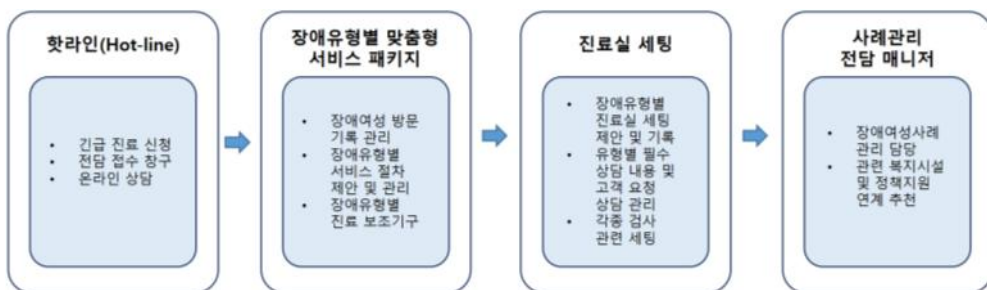 핫라인(Hot-line)
• 긴급 진료 신청
• 전담 접수 창구
• 온라인 상담
장애유형별 맞춤형
서비스 패키지
• 장애여성 방문
기록 관리
• 장애유형별
서비스 절차
제안 및 관리
• 장애유형별
진료 보조기구
진료실 세팅
• 장애유형별
진료실 세팅
제안 및 기록
• 유형별 필수
상담 내용 및
고객 요청
상담 관리
• 각종 검사
관련 세팅
사례관리
전담 매니저
• 장애여성사례
관리 담당
• 관련 복지시설
및 정책지원
연계 추천